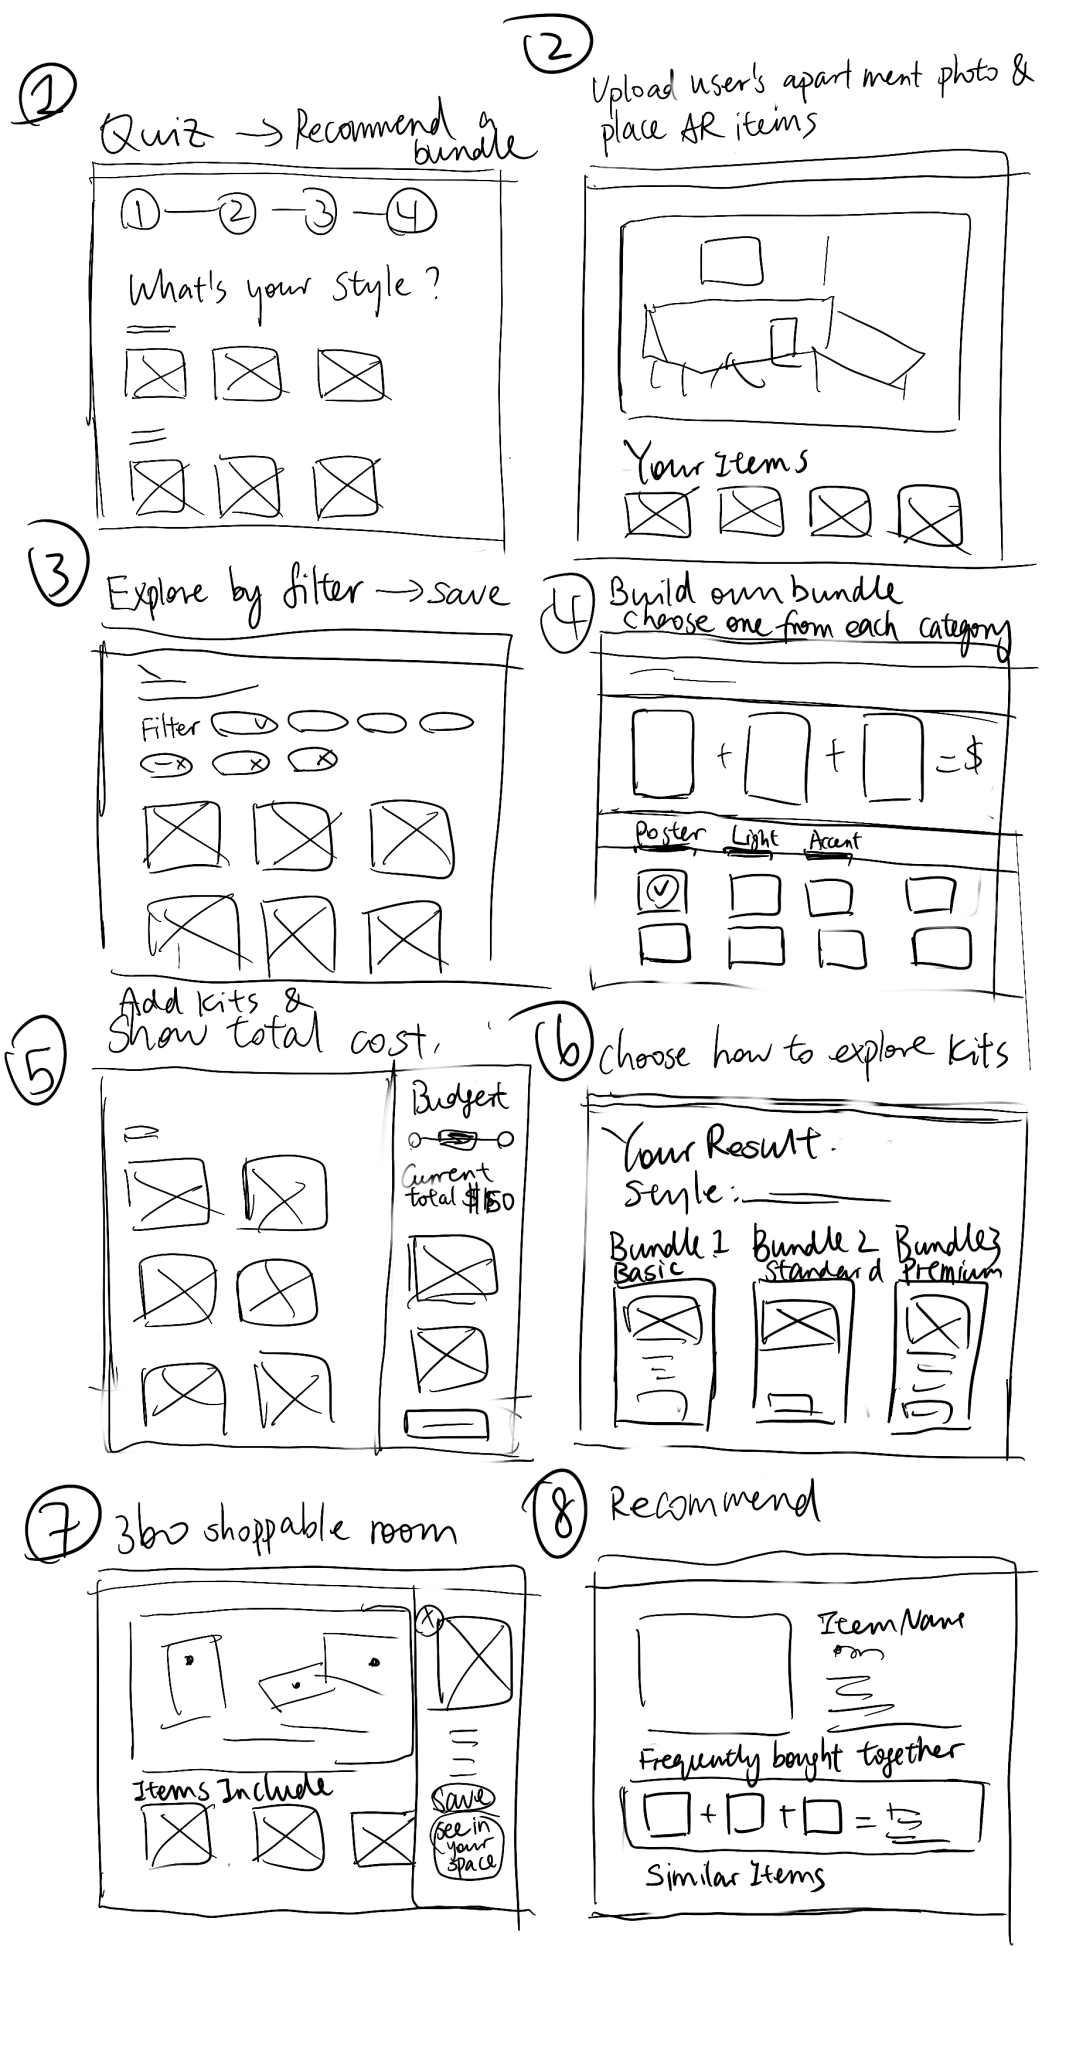 1
Quiz → Recommend a
bundle
1 — 2 — 3 — 4
What's your style ?
2
Upload user's apartment photo &
place AR items
Your Items
3
Explore by filter → save
Filter
4
Build own bundle
choose one from each category
+ + = $
Poster Light Accent
5
Add kits &
show total cost.
Budget
Current
total $150
6
choose how to explore kits
Your Result.
Style:
Bundle 1 Bundle 2 Bundle 3
Basic Standard Premium
7
360 shoppable room
Items Include
X
Save
see in
your
space
8
Recommend
Item Name
Frequently bought together
+ + =
Similar Items